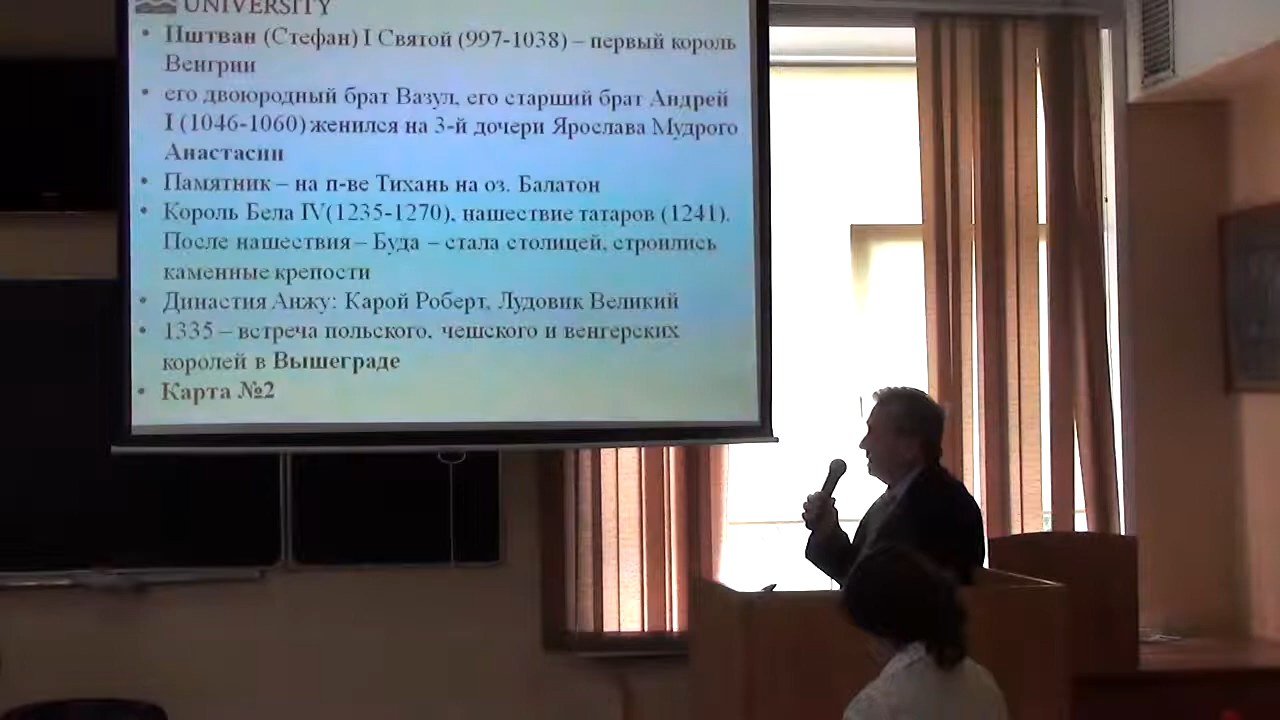 UNIVERSITY
• Иштван (Стефан) I Святой (997-1038) – первый король
Венгрии
• его двоюродный брат Вазул, его старший брат Андрей
I (1046-1060) женился на 3-й дочери Ярослава Мудрого
Анастасии
• Памятник – на п-ве Тихань на оз. Балатон
• Король Бела IV(1235-1270), нашествие татаров (1241).
После нашествия – Буда – стала столицей, строились
каменные крепости
• Династия Анжу: Карой Роберт, Лудовик Великий
• 1335 – встреча польского, чешского и венгерских
королей в Вышеграде
• Карта №2